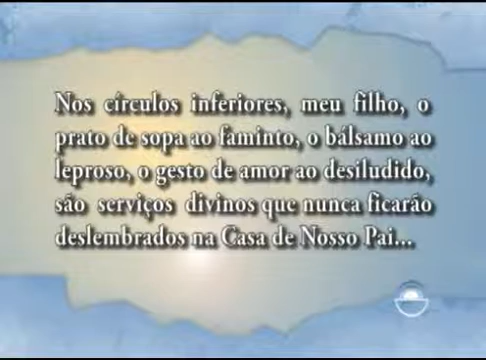 Nos círculos inferiores, meu filho, o
prato de sopa ao faminto, o bálsamo ao
leproso, o gesto de amor ao desiludido,
são serviços divinos que nunca ficarão
deslembrados na Casa de Nosso Pai...